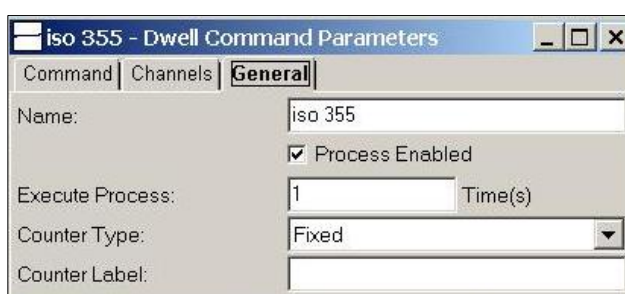 iso 355 - Dwell Command Parameters
Command Channels General
Name: iso 355
Process Enabled
Execute Process: 1 Time(s)
Counter Type: Fixed
Counter Label: